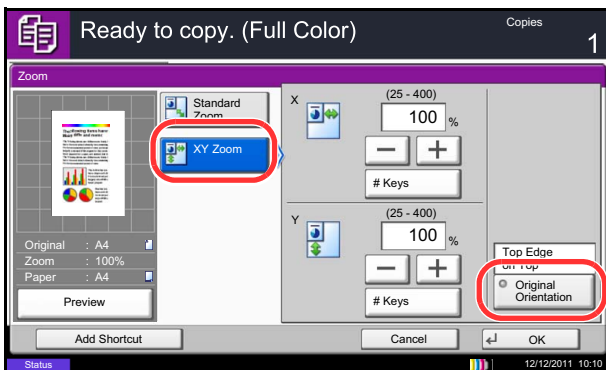 Ready to copy. (Full Color)
Copies
1
Zoom
Standard
Zoom
XY Zoom
X
(25 - 400)
100 %
# Keys
Y
(25 - 400)
100 %
# Keys
Original : A4
Zoom : 100%
Paper : A4
Preview
Top Edge
on Top
Original
Orientation
Add Shortcut
Cancel
OK
Status
12/12/2011 10:10